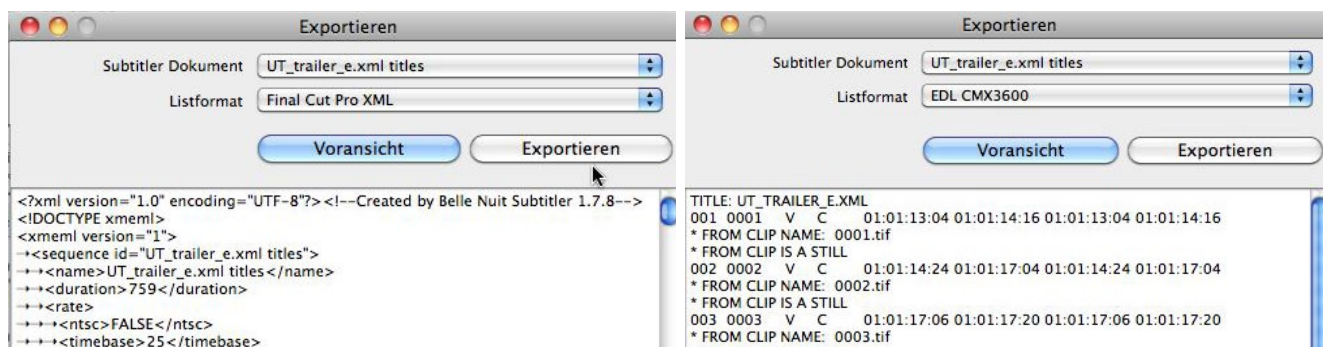 Exportieren
Subtitler Dokument UT_trailer_e.xml titles
Listformat Final Cut Pro XML
Voransicht Exportieren
<?xml version="1.0" encoding="UTF-8"?><!--Created by Belle Nuit Subtitler 1.7.8-->
<!DOCTYPE xmeml>
<xmeml version="1">
→<sequence id="UT_trailer_e.xml titles">
→→<name>UT_trailer_e.xml titles</name>
→→<duration>759</duration>
→→<rate>
→→→<ntsc>FALSE</ntsc>
→→→<timebase>25</timebase>
Exportieren
Subtitler Dokument UT_trailer_e.xml titles
Listformat EDL CMX3600
Voransicht Exportieren
TITLE: UT_TRAILER_E.XML
001 0001 V C 01:01:13:04 01:01:14:16 01:01:13:04 01:01:14:16
* FROM CLIP NAME: 0001.tif
* FROM CLIP IS A STILL
002 0002 V C 01:01:14:24 01:01:17:04 01:01:14:24 01:01:17:04
* FROM CLIP NAME: 0002.tif
* FROM CLIP IS A STILL
003 0003 V C 01:01:17:06 01:01:17:20 01:01:17:06 01:01:17:20
* FROM CLIP NAME: 0003.tif